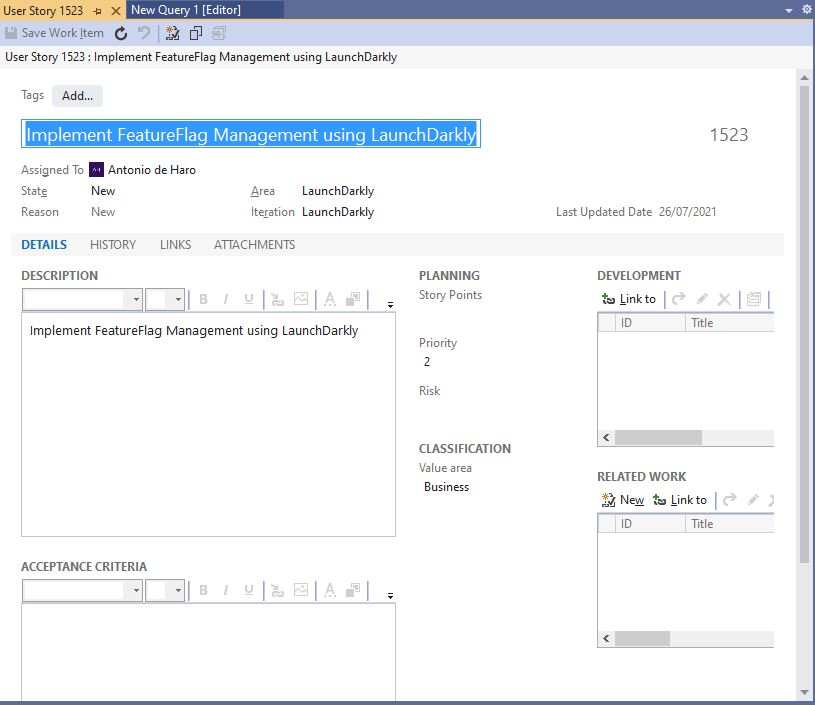 User Story 1523 New Query 1 [Editor]
Save Work Item
User Story 1523 : Implement FeatureFlag Management using LaunchDarkly
Tags Add...
Implement FeatureFlag Management using LaunchDarkly 1523
Assigned To Antonio de Haro
State New Area LaunchDarkly
Reason New Iteration LaunchDarkly Last Updated Date 26/07/2021
DETAILS HISTORY LINKS ATTACHMENTS
DESCRIPTION
B I U A
Implement FeatureFlag Management using LaunchDarkly
ACCEPTANCE CRITERIA
B I U A
PLANNING
Story Points
Priority
2
Risk
CLASSIFICATION
Value area
Business
DEVELOPMENT
Link to
ID Title
RELATED WORK
New Link to
ID Title